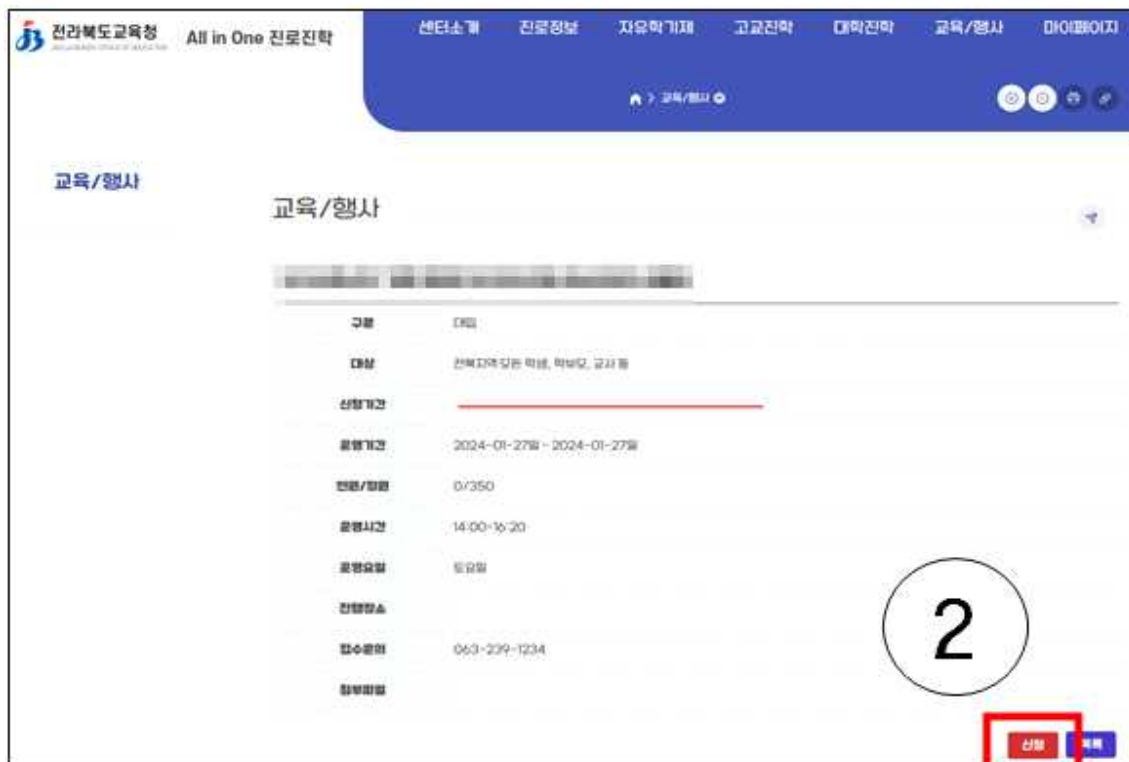 전라북도교육청 All in One 진로진학
센터소개 진로정보 자유학기제 고교진학 대학진학 교육/행사 마이페이지
> 교육/행사
교육/행사
교육/행사
구분 대입
대상 전북지역 모든 학생, 학부모, 교사 등
신청기간
운영기간 2024-01-27일 ~ 2024-01-27일
인원/정원 0/350
운영시간 14:00~16:20
운영요일 토요일
진행장소
접수문의 063-239-1234
첨부파일
2
신청 목록